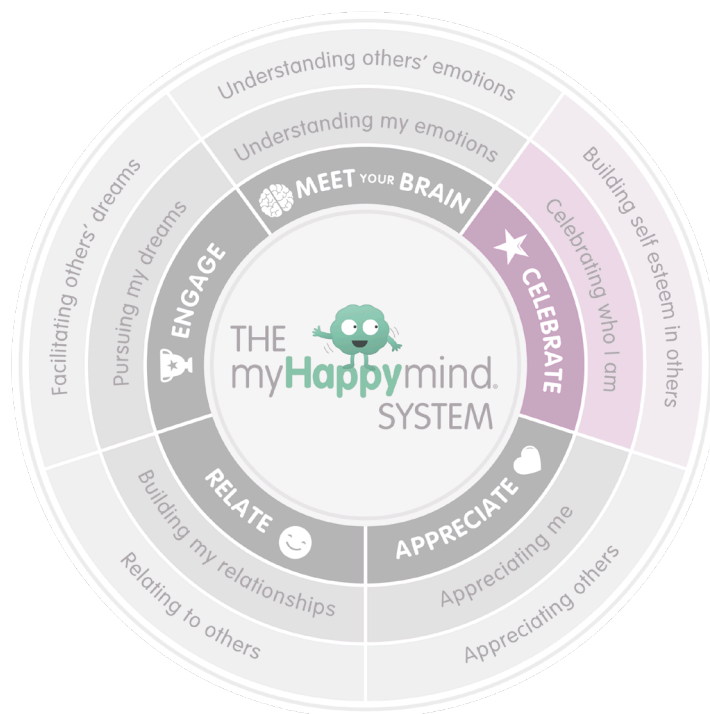 Understanding others' emotions
Understanding my emotions
MEET YOUR BRAIN
Building self esteem in others
Celebrating who I am
CELEBRATE
Appreciating others
Appreciating me
APPRECIATE
Relating to others
Building my relationships
RELATE
Facilitating others' dreams
Pursuing my dreams
ENGAGE
THE
myHappymind.
SYSTEM